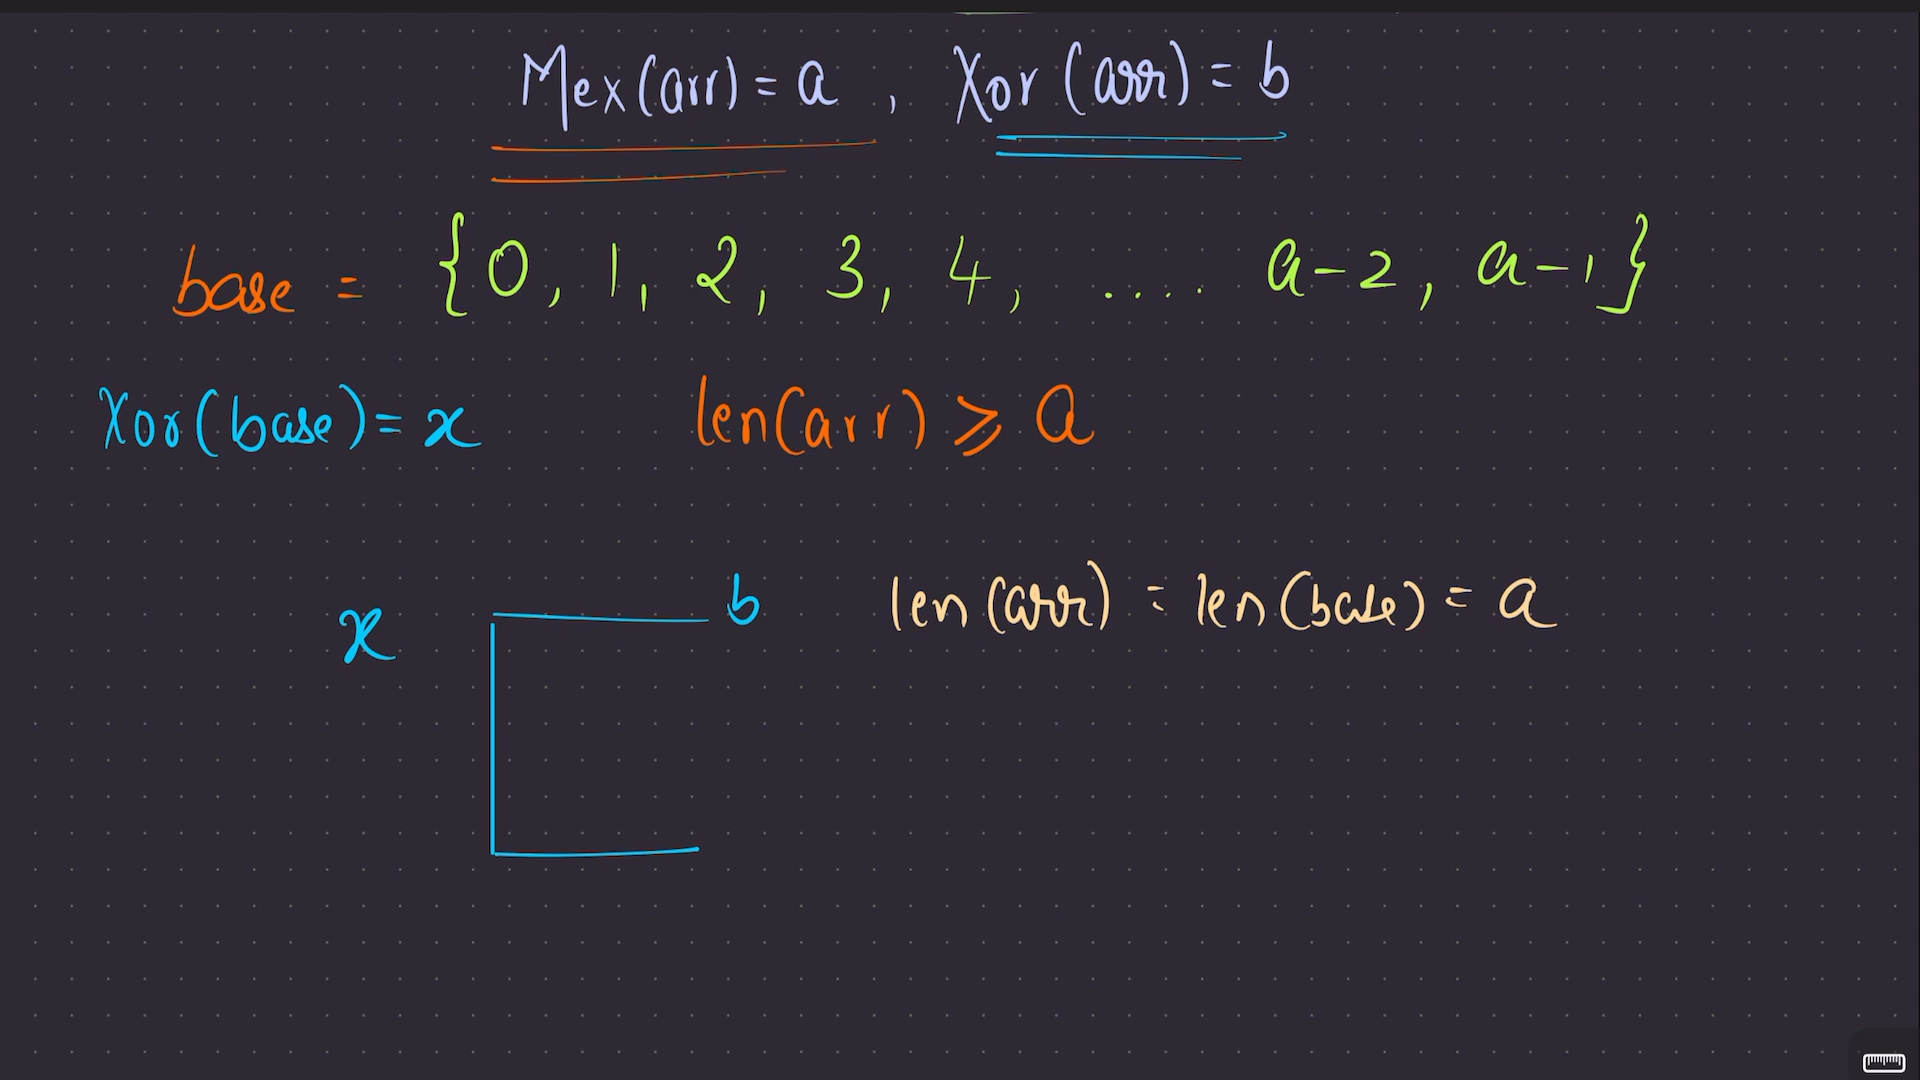 Mex(arr) = a , Xor (arr) = b
base = {0, 1, 2, 3, 4, .... a-2, a-1}
Xor(base) = x len(arr) ⩾ a
x b len (arr) = len (base) = a